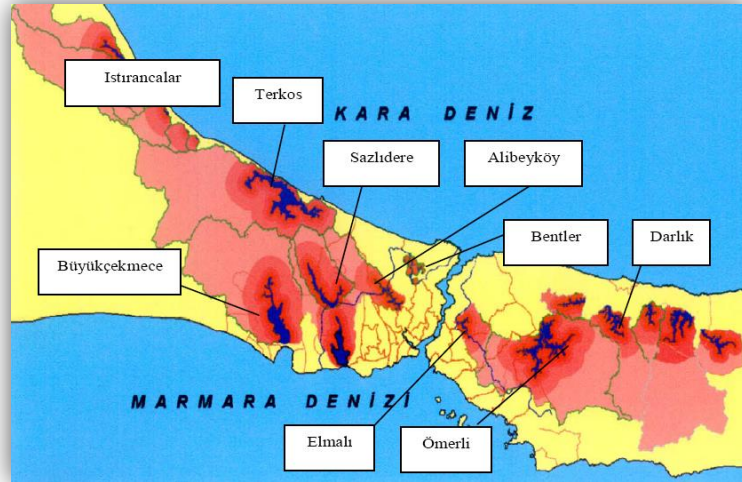 Istırancalar
Terkos
KARA DENİZ
Sazlıdere
Alibeyköy
Bentler
Darlık
Büyükçekmece
MARMARA DENİZİ
Elmalı
Ömerli